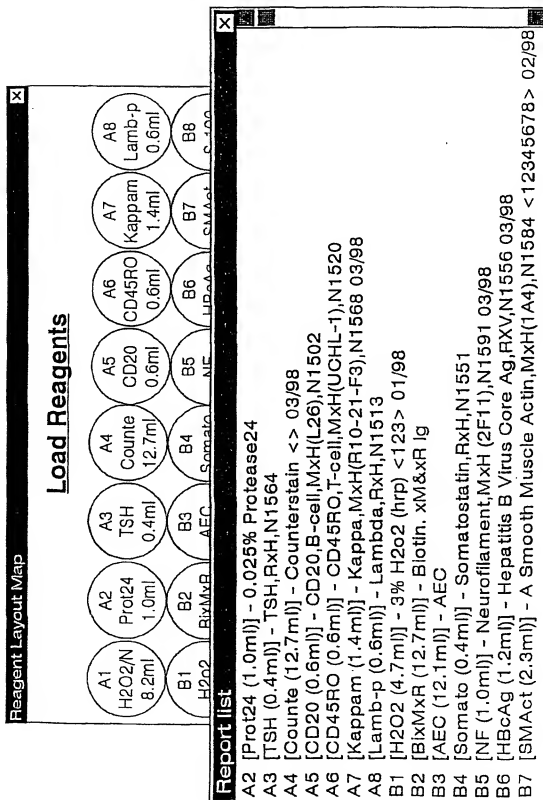 Reagent Layout Map
Load Reagents
A1 A2 A3 A4 A5 A6 A7 A8
H2O2/N Prot24 TSH Counte CD20 CD45RO Kappam Lamb-p
8.2ml 1.0ml 0.4ml 12.7ml 0.6ml 0.6ml 1.4ml 0.6ml
B1 B2 B3 B4 B5 B6 B7 B8
H2o2 BixMxR AEC Somato NF HBcAg SMAct
Report list
A2 [Prot24 (1.0ml)] - 0.025% Protease24
A3 [TSH (0.4ml)] - TSH,RxH,N1564
A4 [Counte (12.7ml)] - Counterstain <> 03/98
A5 [CD20 (0.6ml)] - CD20,B-cell,MxH(L26),N1502
A6 [CD45RO (0.6ml)] - CD45RO,T-cell,MxH(UCHL-1),N1520
A7 [Kappam (1.4ml)] - Kappa,MxH(R10-21-F3),N1568 03/98
A8 [Lamb-p (0.6ml)] - Lambda,RxH,N1513
B1 [H2O2 (4.7ml)] - 3% H2o2 (hrp) <123> 01/98
B2 [BixMxR (12.7ml)] - Biotin. xM&xR Ig
B3 [AEC (12.1ml)] - AEC
B4 [Somato (0.4ml)] - Somatostatin,RxH,N1551
B5 [NF (1.0ml)] - Neurofilament,MxH (2F11),N1591 03/98
B6 [HBcAg (1.2ml)] - Hepatitis B Virus Core Ag,RXV,N1556 03/98
B7 [SMAct (2.3ml)] - A Smooth Muscle Actin,MxH(1A4),N1584 <12345678> 02/98